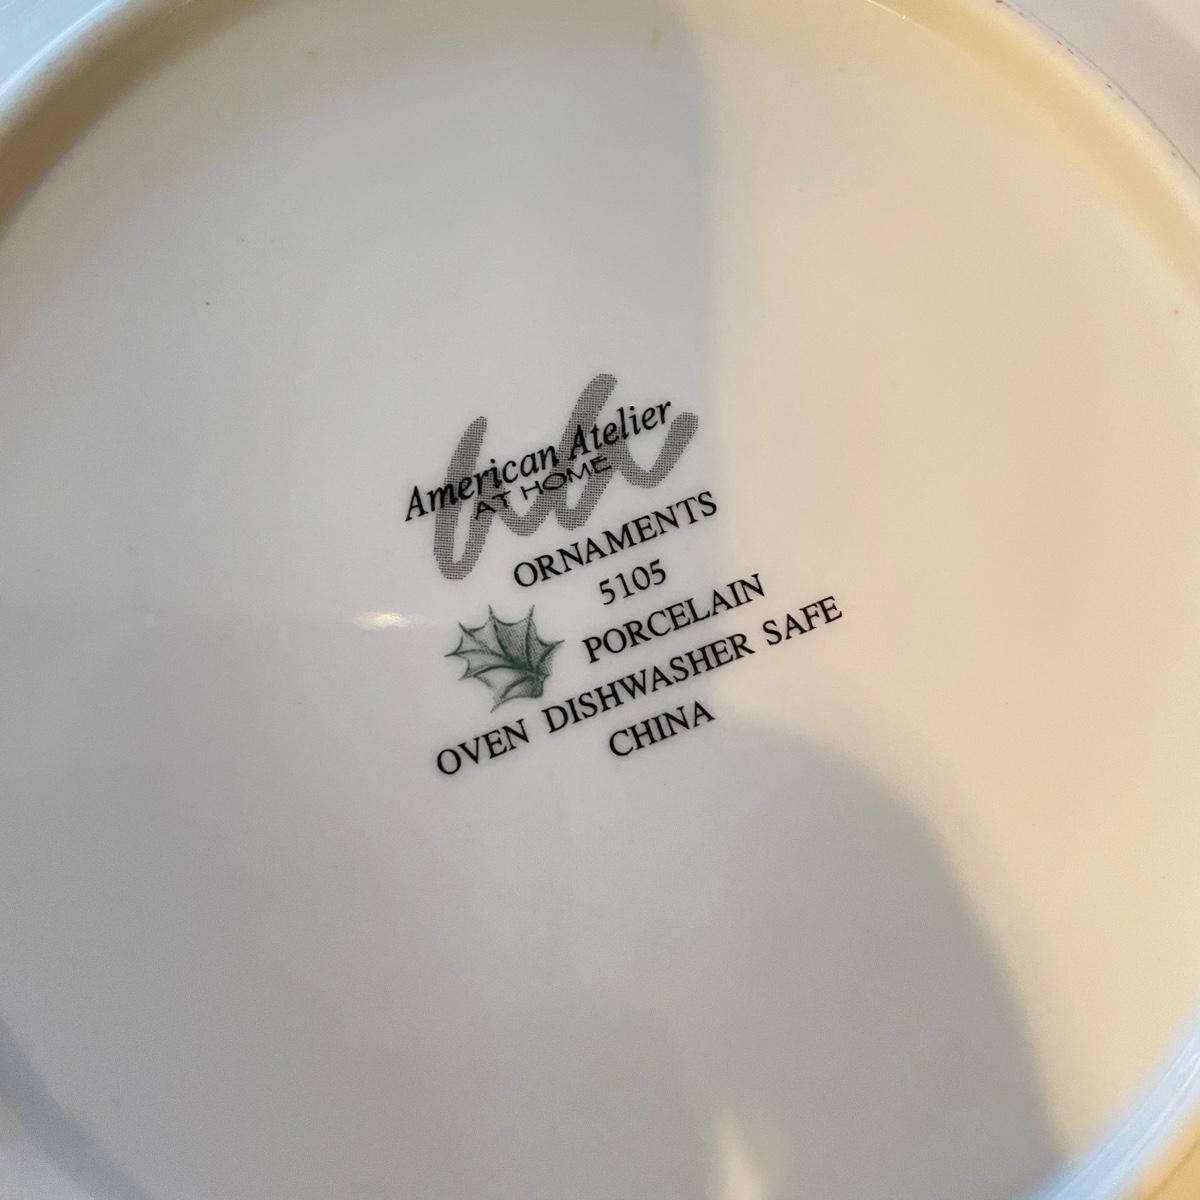 American Atelier
AT HOME
ORNAMENTS
5105
PORCELAIN
OVEN DISHWASHER SAFE
CHINA